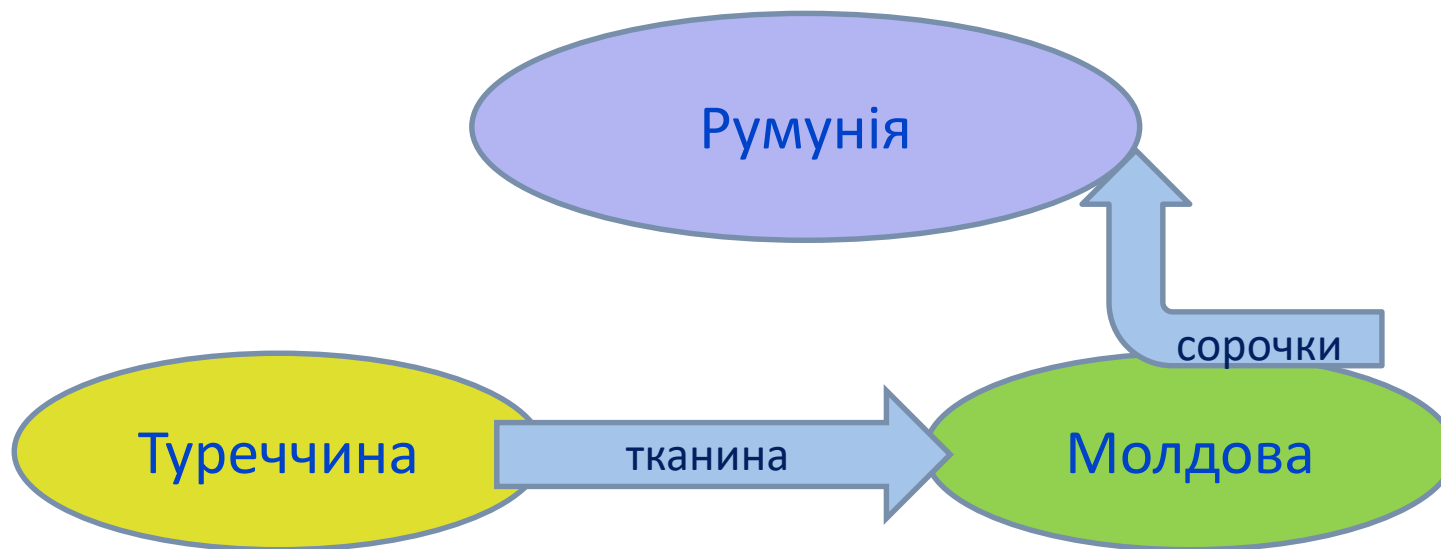 Румунія
сорочки
Туреччина
тканина
Молдова